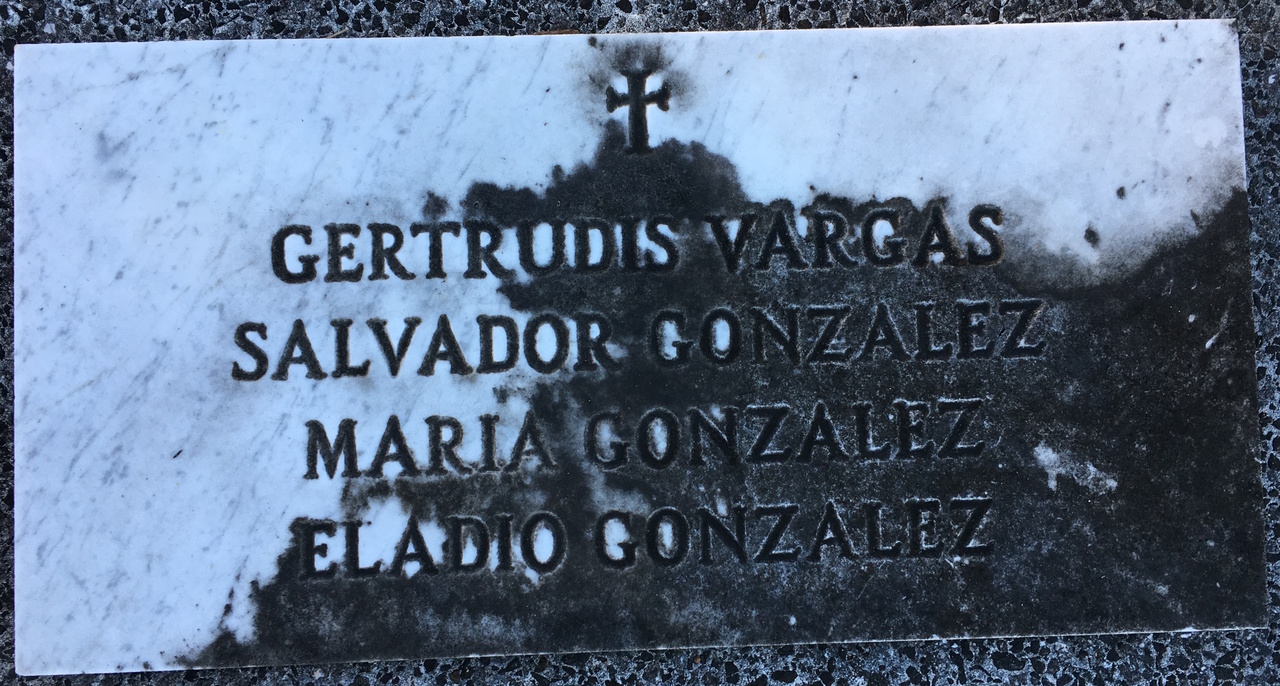 GERTRUDIS VARGAS
SALVADOR GONZALEZ
MARIA GONZALEZ
ELADIO GONZALEZ